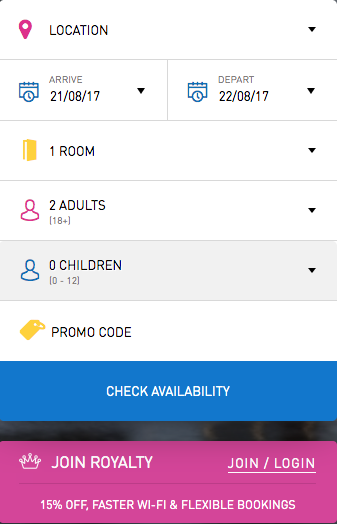 LOCATION
ARRIVE
21/08/17
DEPART
22/08/17
1 ROOM
2 ADULTS
(18+)
0 CHILDREN
(0 - 12)
PROMO CODE
CHECK AVAILABILITY
JOIN ROYALTY
JOIN / LOGIN
15% OFF, FASTER WI-FI & FLEXIBLE BOOKINGS